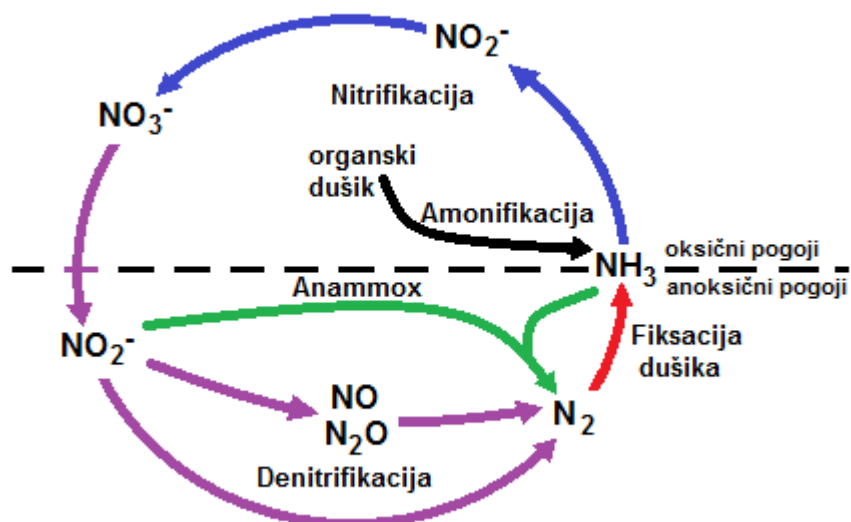 NO₂⁻
Nitrifikacija
NO₃⁻
organski
dušik
Amonifikacija
oksični pogoji
NH₃
anoksični pogoji
Anammox
NO₂⁻
Fiksacija
dušika
NO
N₂O
N₂
Denitrifikacija